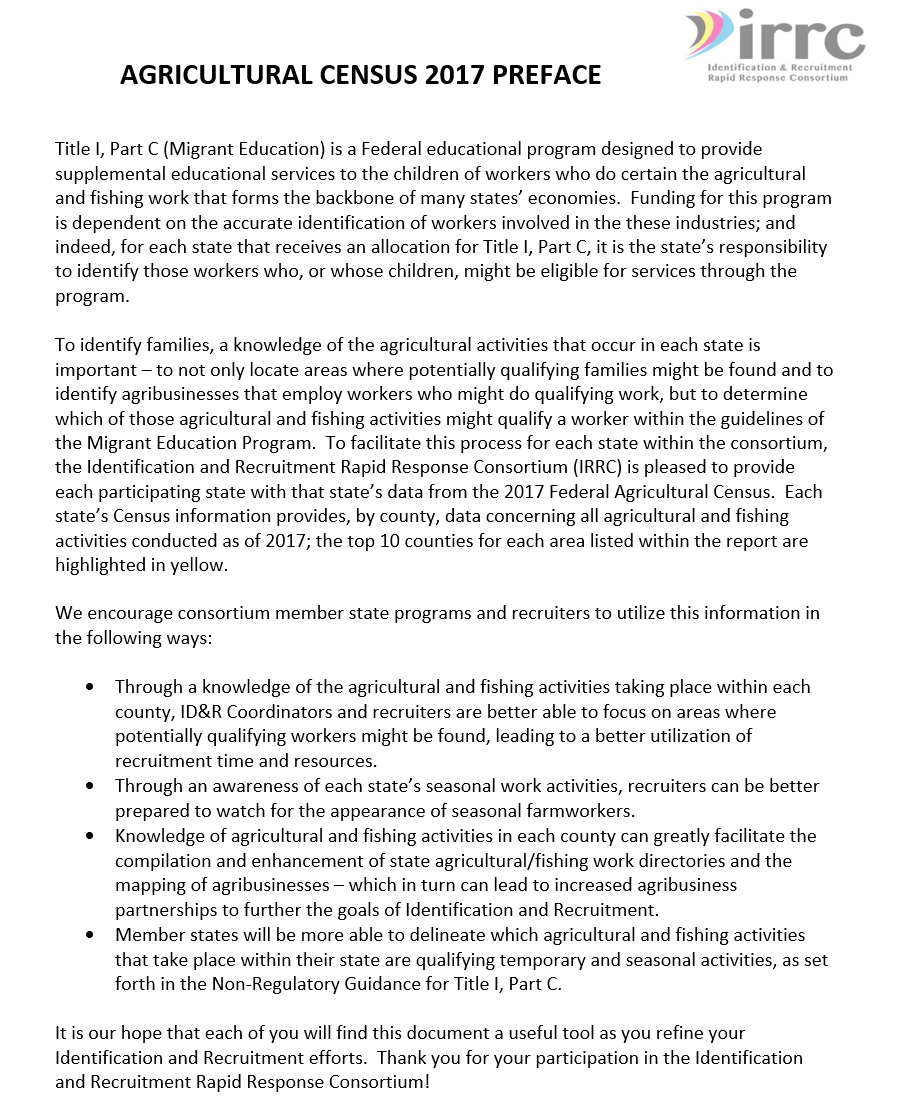 irrc
Identification & Recruitment
Rapid Response Consortium
AGRICULTURAL CENSUS 2017 PREFACE
Title I, Part C (Migrant Education) is a Federal educational program designed to provide
supplemental educational services to the children of workers who do certain the agricultural
and fishing work that forms the backbone of many states’ economies.  Funding for this program
is dependent on the accurate identification of workers involved in the these industries; and
indeed, for each state that receives an allocation for Title I, Part C, it is the state’s responsibility
to identify those workers who, or whose children, might be eligible for services through the
program.
To identify families, a knowledge of the agricultural activities that occur in each state is
important – to not only locate areas where potentially qualifying families might be found and to
identify agribusinesses that employ workers who might do qualifying work, but to determine
which of those agricultural and fishing activities might qualify a worker within the guidelines of
the Migrant Education Program.  To facilitate this process for each state within the consortium,
the Identification and Recruitment Rapid Response Consortium (IRRC) is pleased to provide
each participating state with that state’s data from the 2017 Federal Agricultural Census.  Each
state’s Census information provides, by county, data concerning all agricultural and fishing
activities conducted as of 2017; the top 10 counties for each area listed within the report are
highlighted in yellow.
We encourage consortium member state programs and recruiters to utilize this information in
the following ways:
• Through a knowledge of the agricultural and fishing activities taking place within each
county, ID&R Coordinators and recruiters are better able to focus on areas where
potentially qualifying workers might be found, leading to a better utilization of
recruitment time and resources.
• Through an awareness of each state’s seasonal work activities, recruiters can be better
prepared to watch for the appearance of seasonal farmworkers.
• Knowledge of agricultural and fishing activities in each county can greatly facilitate the
compilation and enhancement of state agricultural/fishing work directories and the
mapping of agribusinesses – which in turn can lead to increased agribusiness
partnerships to further the goals of Identification and Recruitment.
• Member states will be more able to delineate which agricultural and fishing activities
that take place within their state are qualifying temporary and seasonal activities, as set
forth in the Non-Regulatory Guidance for Title I, Part C.
It is our hope that each of you will find this document a useful tool as you refine your
Identification and Recruitment efforts.  Thank you for your participation in the Identification
and Recruitment Rapid Response Consortium!